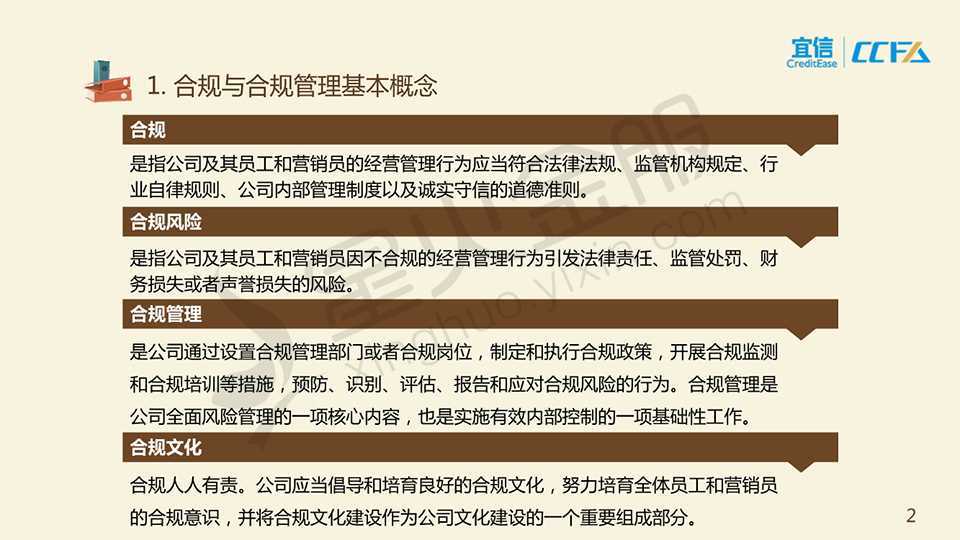 宜信
CreditEase
CCFA
1. 合规与合规管理基本概念
合规
是指公司及其员工和营销员的经营管理行为应当符合法律法规、监管机构规定、行
业自律规则、公司内部管理制度以及诚实守信的道德准则。
合规风险
是指公司及其员工和营销员因不合规的经营管理行为引发法律责任、监管处罚、财
务损失或者声誉损失的风险。
合规管理
是公司通过设置合规管理部门或者合规岗位，制定和执行合规政策，开展合规监测
和合规培训等措施，预防、识别、评估、报告和应对合规风险的行为。合规管理是
公司全面风险管理的一项核心内容，也是实施有效内部控制的一项基础性工作。
合规文化
合规人人有责。公司应当倡导和培育良好的合规文化，努力培育全体员工和营销员
的合规意识，并将合规文化建设作为公司文化建设的一个重要组成部分。
星火金服
xinghuo.yixin.com
2